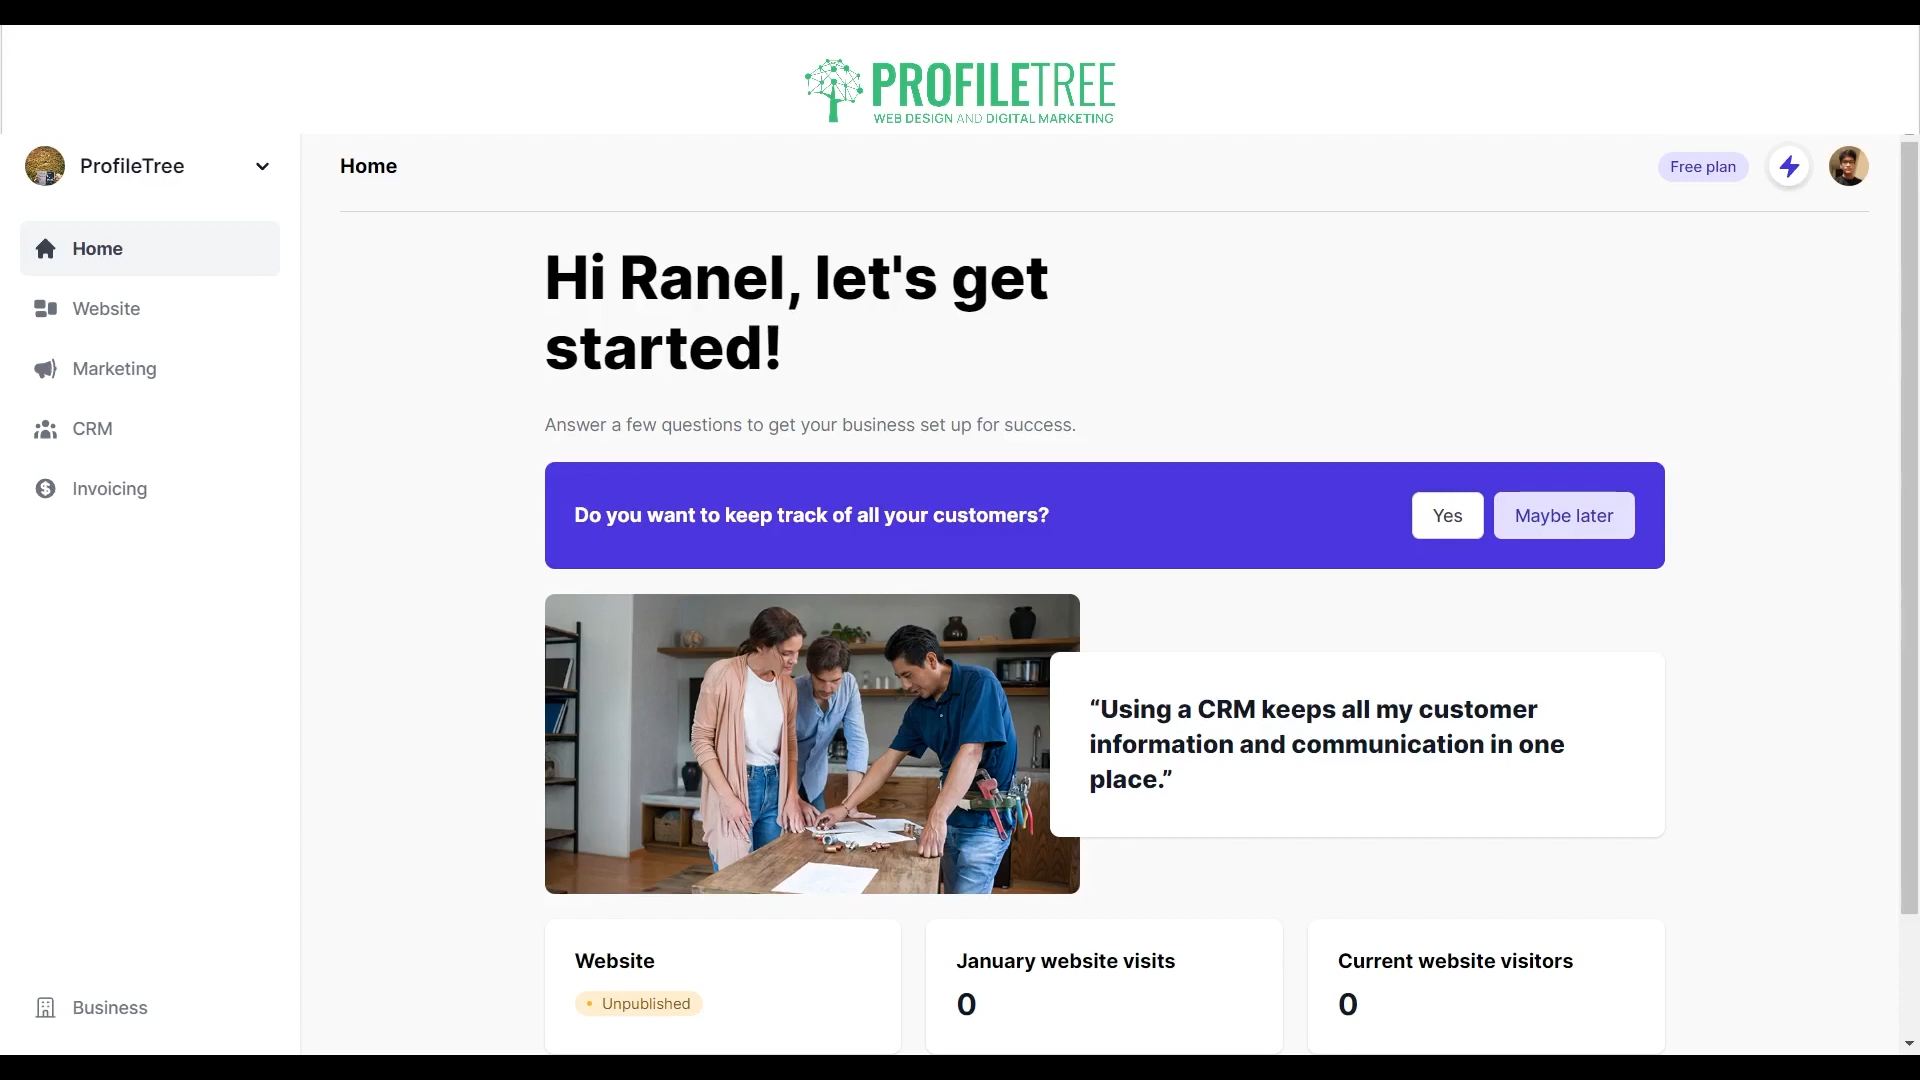 PROFILETREE
WEB DESIGN AND DIGITAL MARKETING
ProfileTree
Home
Website
Marketing
CRM
Invoicing
Business
Home
Free plan
Hi Ranel, let's get
started!
Answer a few questions to get your business set up for success.
Do you want to keep track of all your customers?
Yes
Maybe later
“Using a CRM keeps all my customer
information and communication in one
place.”
Website
Unpublished
January website visits
0
Current website visitors
0